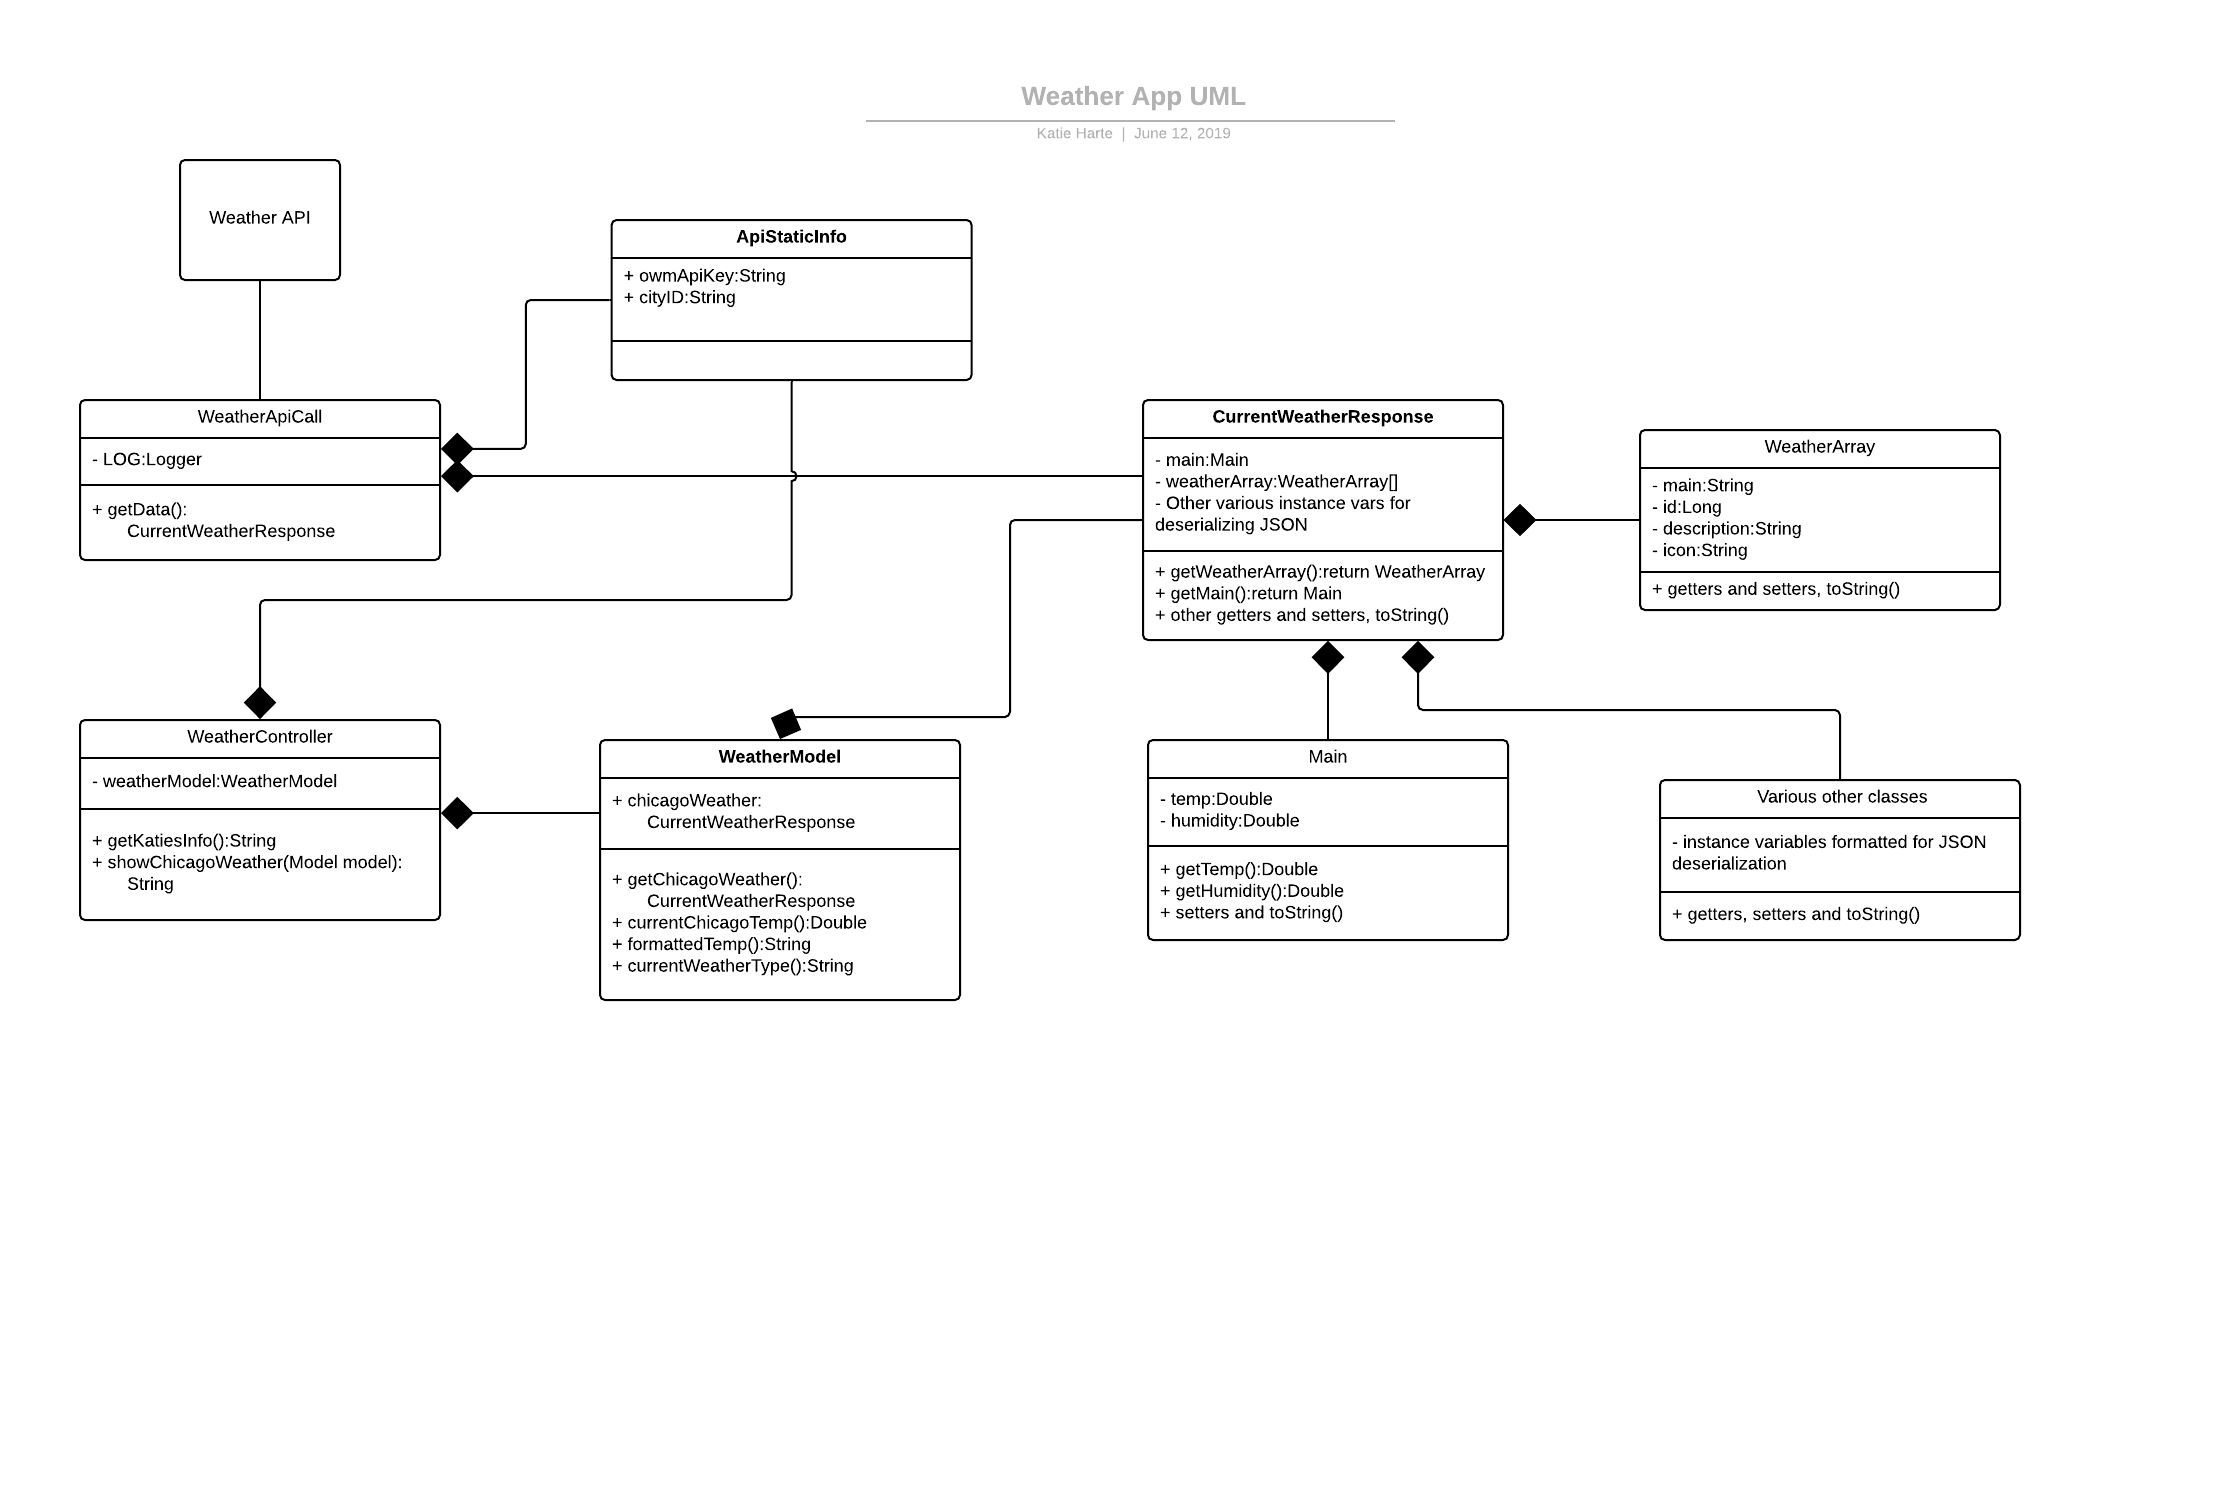 Weather App UML
Katie Harte | June 12, 2019
Weather API
ApiStaticInfo
+ owmApiKey:String
+ cityID:String
WeatherApiCall
- LOG:Logger
+ getData():
CurrentWeatherResponse
CurrentWeatherResponse
- main:Main
- weatherArray:WeatherArray[]
- Other various instance vars for
deserializing JSON
+ getWeatherArray():return WeatherArray
+ getMain():return Main
+ other getters and setters, toString()
WeatherArray
- main:String
- id:Long
- description:String
- icon:String
+ getters and setters, toString()
WeatherController
- weatherModel:WeatherModel
+ getKatiesInfo():String
+ showChicagoWeather(Model model):
String
WeatherModel
+ chicagoWeather:
CurrentWeatherResponse
+ getChicagoWeather():
CurrentWeatherResponse
+ currentChicagoTemp():Double
+ formattedTemp():String
+ currentWeatherType():String
Main
- temp:Double
- humidity:Double
+ getTemp():Double
+ getHumidity():Double
+ setters and toString()
Various other classes
- instance variables formatted for JSON
deserialization
+ getters, setters and toString()